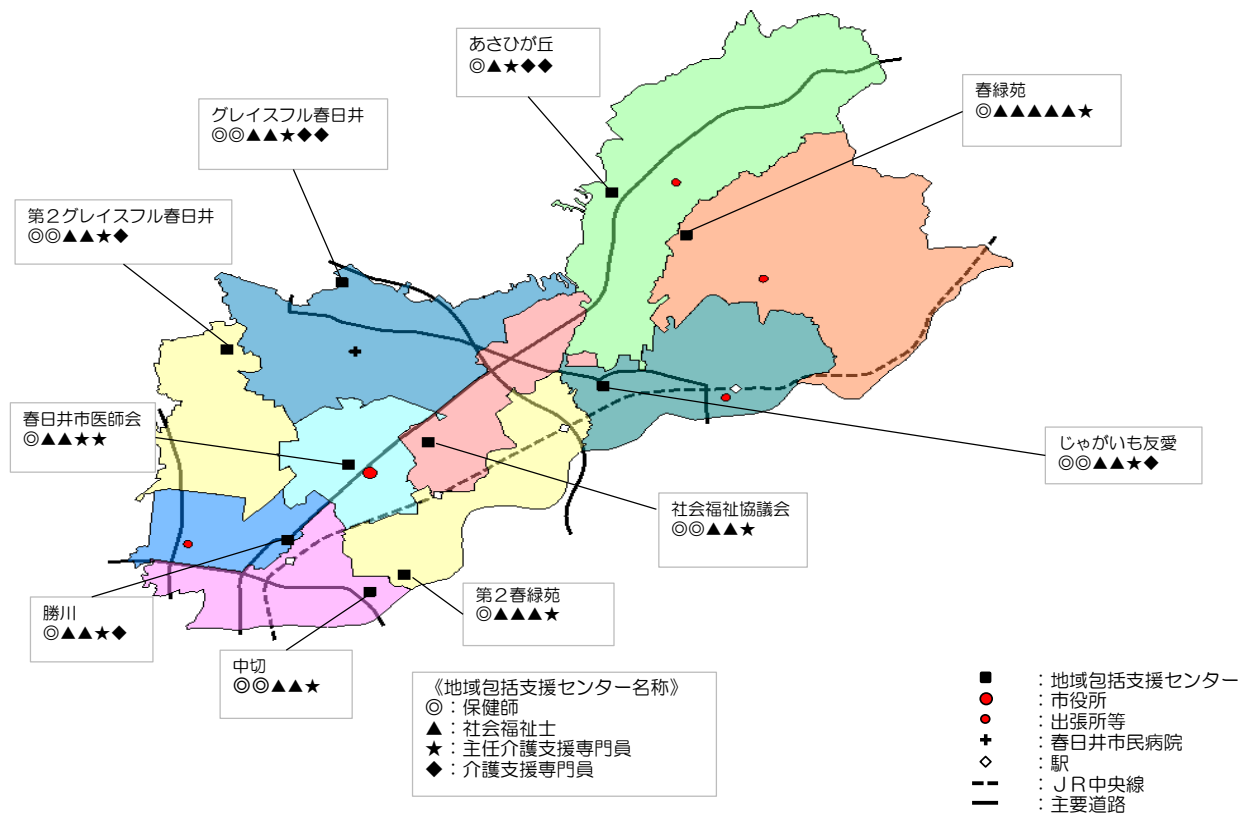 あさひが丘
◎▲★◆◆
春緑苑
◎▲▲▲▲▲★
グレイスフル春日井
◎◎▲▲★◆◆
第２グレイスフル春日井
◎◎▲▲★◆
春日井市医師会
◎▲▲★★
じゃがいも友愛
◎◎▲▲★◆
社会福祉協議会
◎◎▲▲★
第２春緑苑
◎▲▲▲★
勝川
◎▲▲★◆
中切
◎◎▲▲★
《地域包括支援センター名称》
◎：保健師
▲：社会福祉士
★：主任介護支援専門員
◆：介護支援専門員
■：地域包括支援センター
●：市役所
●：出張所等
✚：春日井市民病院
◇：駅
：ＪＲ中央線
：主要道路